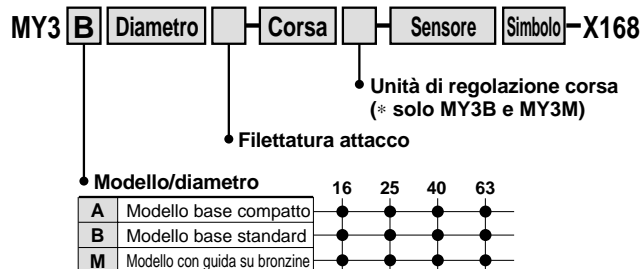 MY3 B Diametro - Corsa - Sensore Simbolo -X168
Unità di regolazione corsa
(* solo MY3B e MY3M)
Filettatura attacco
Modello/diametro 16 25 40 63
A Modello base compatto
B Modello base standard
M Modello con guida su bronzine